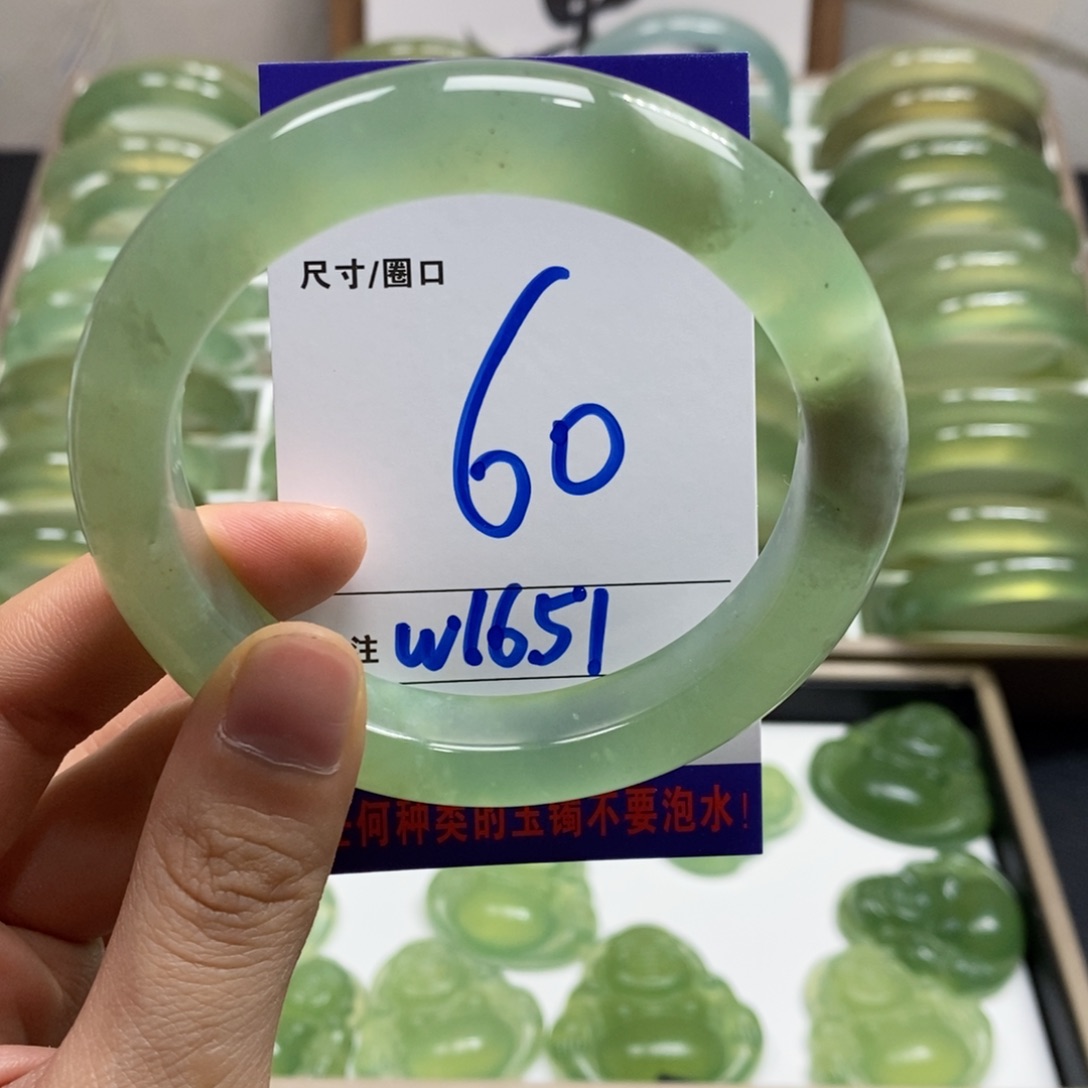 尺寸/圈口
60
注 w1651
何种类的玉镯不要泡水!